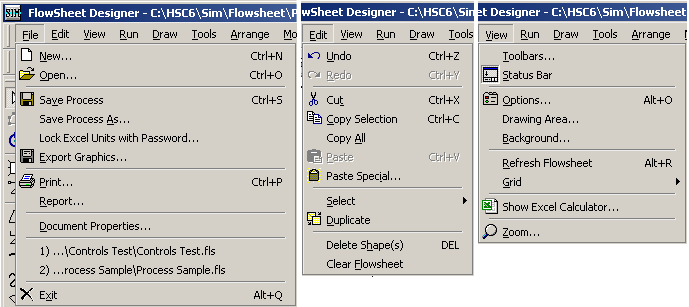 SIM FlowSheet Designer - C:\HSC6\Sim\Flowsheet\F
File Edit View Run Draw Tools Arrange Mo
New... Ctrl+N
Open... Ctrl+O
Save Process Ctrl+S
Save Process As...
Lock Excel Units with Password...
Export Graphics...
Print... Ctrl+P
Report...
Document Properties...
1) ...\Controls Test\Controls Test.fls
2) ...rocess Sample\Process Sample.fls
Exit Alt+Q
wSheet Designer - C:\HSC6\Sim\F
Edit View Run Draw Tools
Undo Ctrl+Z
Redo Ctrl+Y
Cut Ctrl+X
Copy Selection Ctrl+C
Copy All
Paste Ctrl+V
Paste Special...
Select
Duplicate
Delete Shape(s) DEL
Clear Flowsheet
Sheet Designer - C:\HSC6\Sim\Flowsheet
View Run Draw Tools Arrange
Toolbars...
Status Bar
Options... Alt+O
Drawing Area...
Background...
Refresh Flowsheet Alt+R
Grid
Show Excel Calculator...
Zoom...